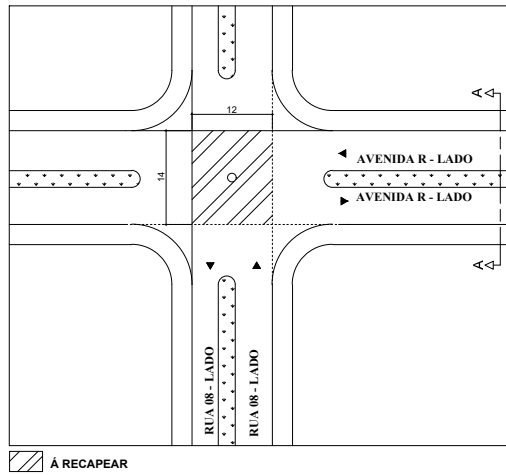 12
A
AVENIDA R - LADO
14
AVENIDA R - LADO
A
RUA 08 - LADO
RUA 08 - LADO
Á RECAPEAR